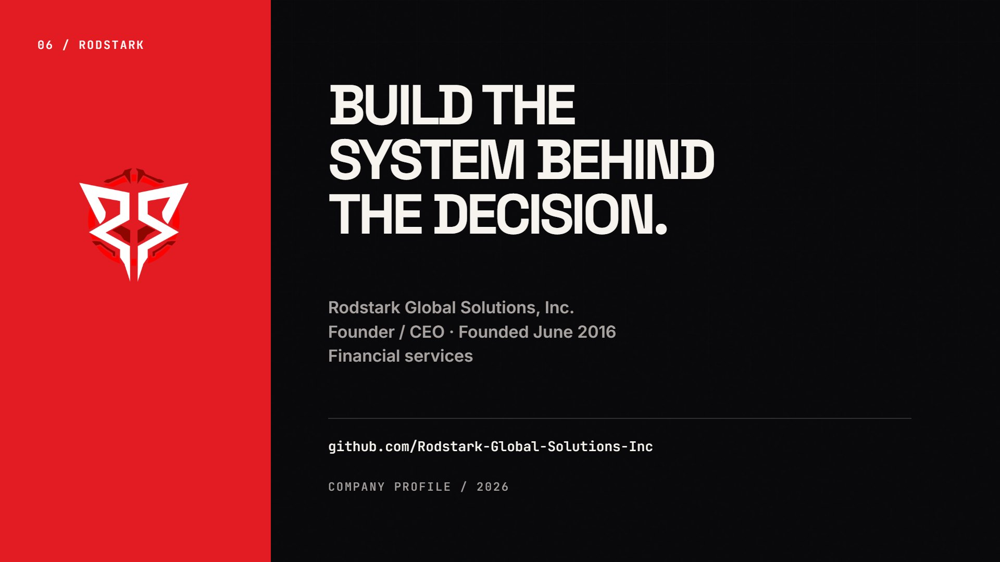 06 / RODSTARK
BUILD THE
SYSTEM BEHIND
THE DECISION.
Rodstark Global Solutions, Inc.
Founder / CEO · Founded June 2016
Financial services
github.com/Rodstark-Global-Solutions-Inc
COMPANY PROFILE / 2026